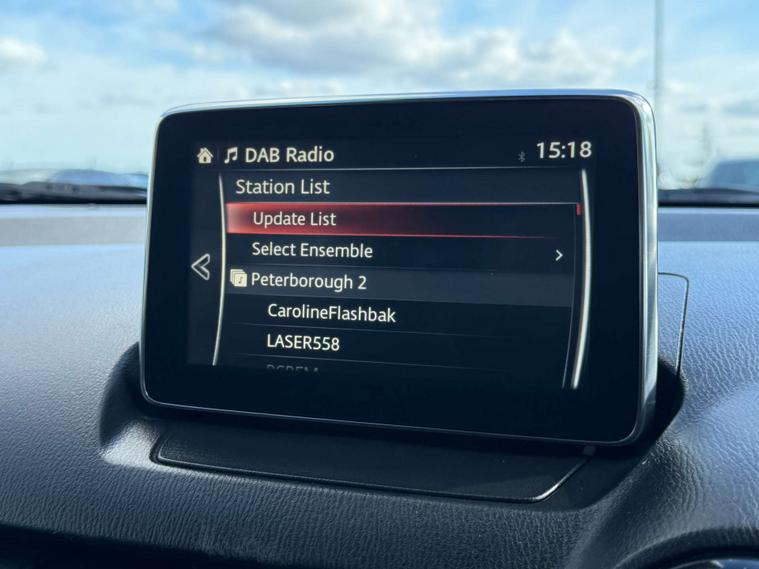 DAB Radio 15:18
Station List
Update List
Select Ensemble
Peterborough 2
CarolineFlashbak
LASER558